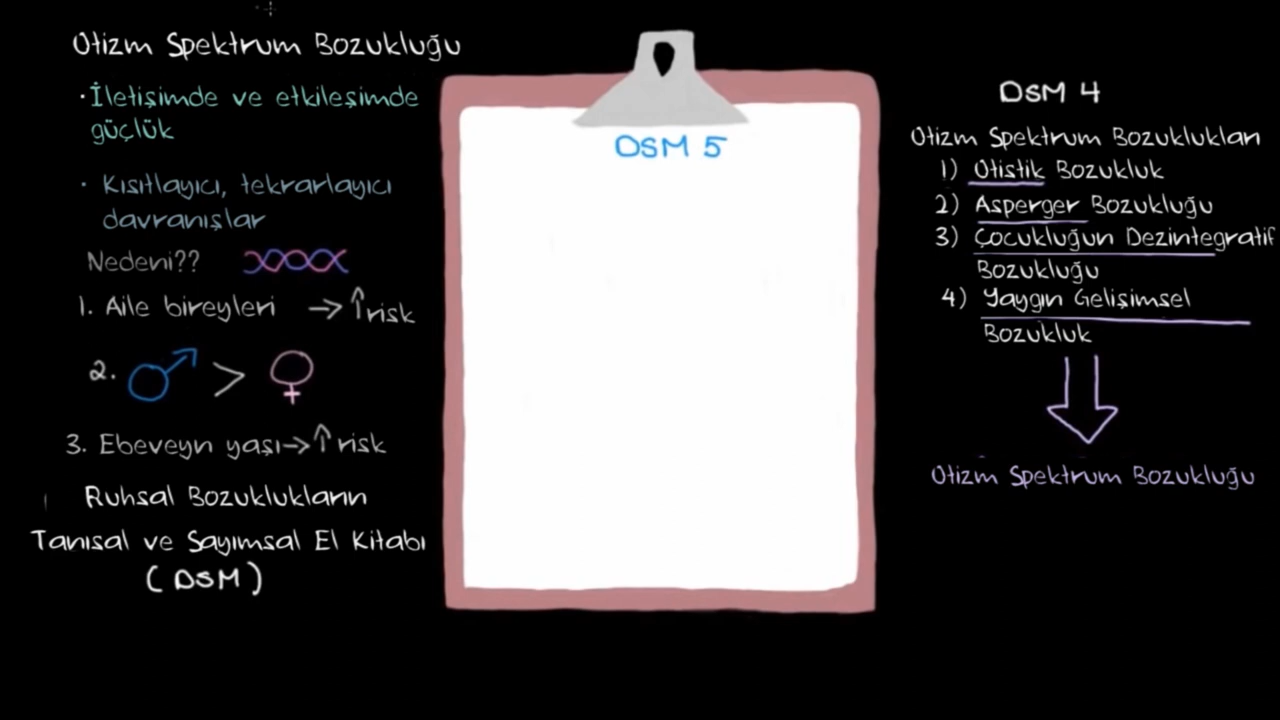 Otizm Spektrum Bozukluğu
· İletişimde ve etkileşimde
güçlük
· Kısıtlayıcı, tekrarlayıcı
davranışlar
Nedeni??
1. Aile bireyleri → ↑risk
2. ♂ > ♀
3. Ebeveyn yaşı→↑risk
Ruhsal Bozuklukların
Tanısal ve Sayımsal El Kitabı
(DSM)
DSM 5
DSM 4
Otizm Spektrum Bozuklukları
1) Otistik Bozukluk
2) Asperger Bozukluğu
3) Çocukluğun Dezintegratif
Bozukluğu
4) Yaygın Gelişimsel
Bozukluk
Otizm Spektrum Bozukluğu